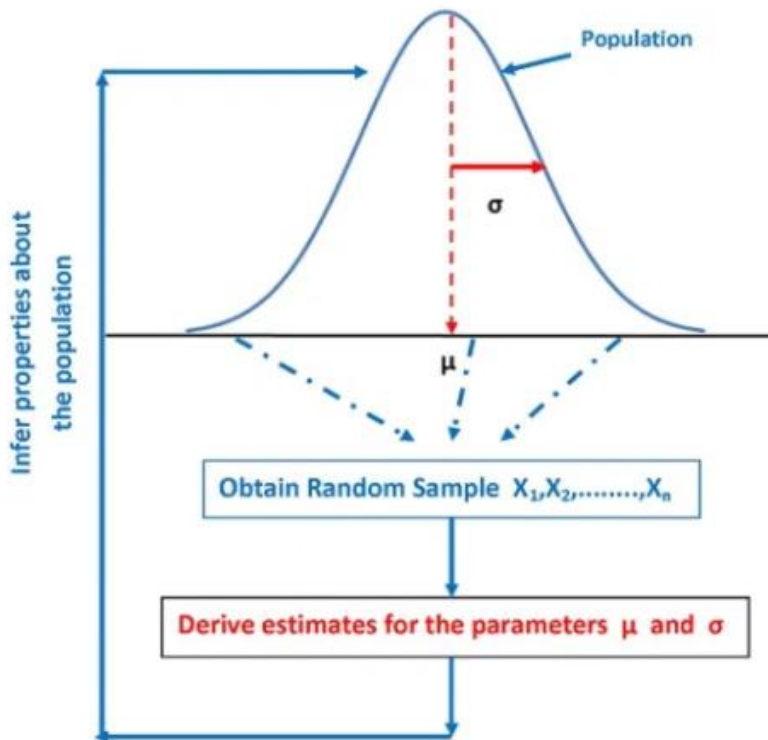 Population
σ
μ
Infer properties about
the population
Obtain Random Sample X₁,X₂,........,Xₙ
Derive estimates for the parameters μ and σ